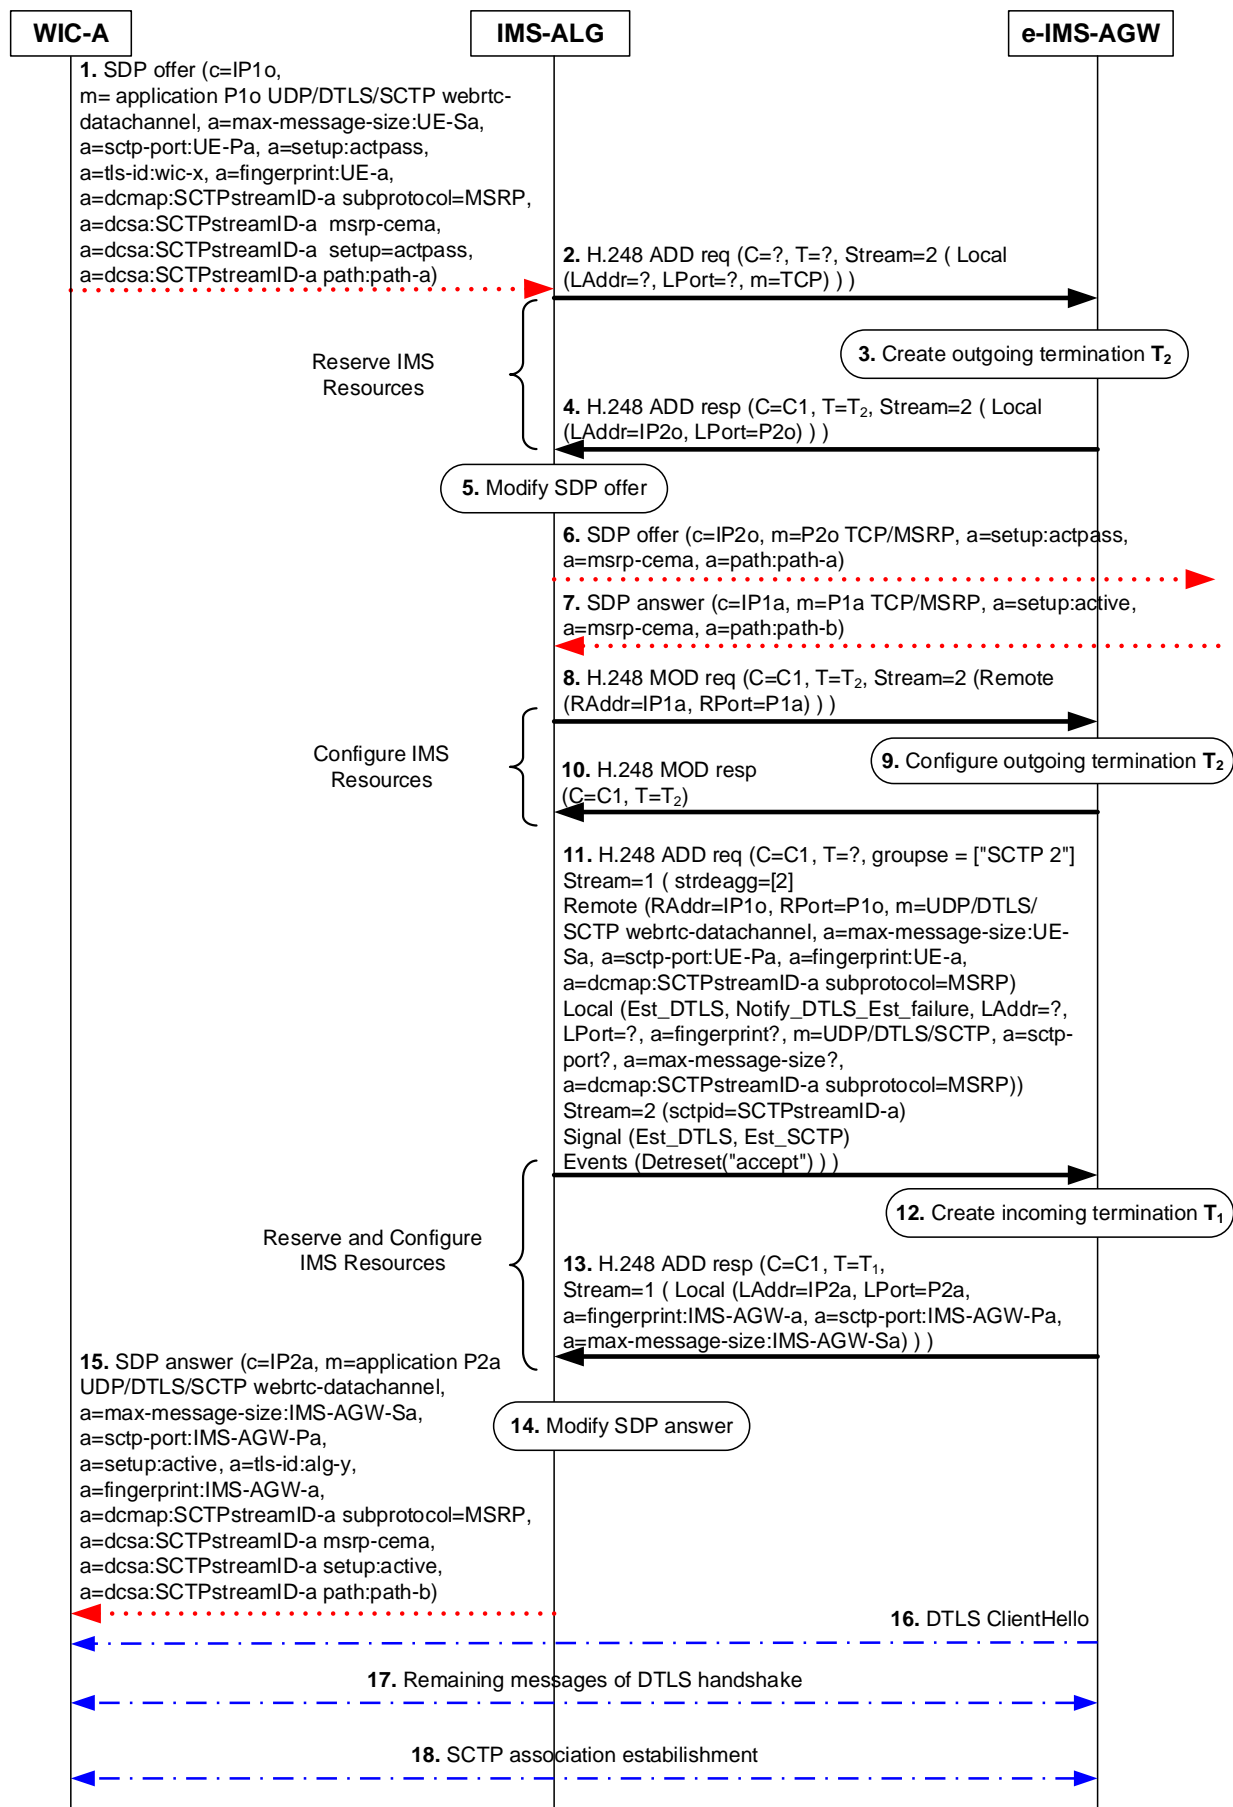 WIC-A
IMS-ALG
e-IMS-AGW
1. SDP offer (c=IP1o,
m= application P1o UDP/DTLS/SCTP webrtc-
datachannel, a=max-message-size:UE-Sa,
a=sctp-port:UE-Pa, a=setup:actpass,
a=tls-id:wic-x, a=fingerprint:UE-a,
a=dcmap:SCTPstreamID-a subprotocol=MSRP,
a=dcsa:SCTPstreamID-a  msrp-cema,
a=dcsa:SCTPstreamID-a  setup=actpass,
a=dcsa:SCTPstreamID-a path:path-a)
2. H.248 ADD req (C=?, T=?, Stream=2 ( Local
(LAddr=?, LPort=?, m=TCP) ) )
Reserve IMS
Resources
3. Create outgoing termination T2
4. H.248 ADD resp (C=C1, T=T2, Stream=2 ( Local
(LAddr=IP2o, LPort=P2o) ) )
5. Modify SDP offer
6. SDP offer (c=IP2o, m=P2o TCP/MSRP, a=setup:actpass,
a=msrp-cema, a=path:path-a)
7. SDP answer (c=IP1a, m=P1a TCP/MSRP, a=setup:active,
a=msrp-cema, a=path:path-b)
8. H.248 MOD req (C=C1, T=T2, Stream=2 (Remote
(RAddr=IP1a, RPort=P1a) ) )
Configure IMS
Resources
9. Configure outgoing termination T2
10. H.248 MOD resp
(C=C1, T=T2)
11. H.248 ADD req (C=C1, T=?, groupse = ["SCTP 2"]
Stream=1 ( strdeagg=[2]
Remote (RAddr=IP1o, RPort=P1o, m=UDP/DTLS/
SCTP webrtc-datachannel, a=max-message-size:UE-
Sa, a=sctp-port:UE-Pa, a=fingerprint:UE-a,
a=dcmap:SCTPstreamID-a subprotocol=MSRP)
Local (Est_DTLS, Notify_DTLS_Est_failure, LAddr=?,
LPort=?, a=fingerprint?, m=UDP/DTLS/SCTP, a=sctp-
port?, a=max-message-size?,
a=dcmap:SCTPstreamID-a subprotocol=MSRP))
Stream=2 (sctpid=SCTPstreamID-a)
Signal (Est_DTLS, Est_SCTP)
Events (Detreset("accept") ) )
12. Create incoming termination T1
Reserve and Configure
IMS Resources
13. H.248 ADD resp (C=C1, T=T1,
Stream=1 ( Local (LAddr=IP2a, LPort=P2a,
a=fingerprint:IMS-AGW-a, a=sctp-port:IMS-AGW-Pa,
a=max-message-size:IMS-AGW-Sa) ) )
14. Modify SDP answer
15. SDP answer (c=IP2a, m=application P2a
UDP/DTLS/SCTP webrtc-datachannel,
a=max-message-size:IMS-AGW-Sa,
a=sctp-port:IMS-AGW-Pa,
a=setup:active, a=tls-id:alg-y,
a=fingerprint:IMS-AGW-a,
a=dcmap:SCTPstreamID-a subprotocol=MSRP,
a=dcsa:SCTPstreamID-a msrp-cema,
a=dcsa:SCTPstreamID-a setup:active,
a=dcsa:SCTPstreamID-a path:path-b)
16. DTLS ClientHello
17. Remaining messages of DTLS handshake
18. SCTP association estabilishment